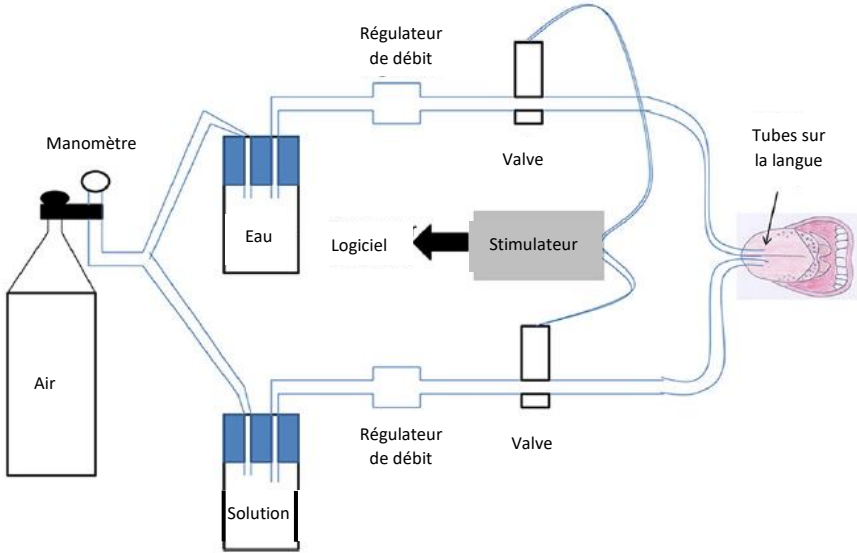 Régulateur
de débit
Manomètre
Valve
Tubes sur
la langue
Eau
Logiciel
Stimulateur
Air
Régulateur
de débit
Valve
Solution